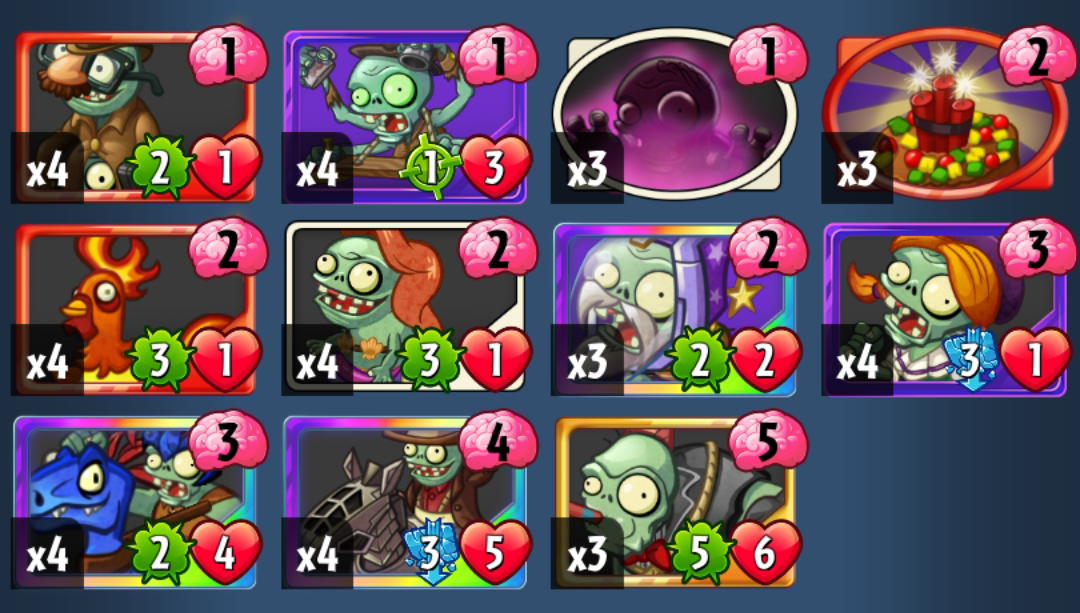 1 1 1 2
x4 2 1 x4 1 3 x3 x3
2 2 2 3
x4 3 1 x4 3 1 x3 2 2 x4 3 1
3 4 5
x4 2 4 x4 3 5 x3 5 6